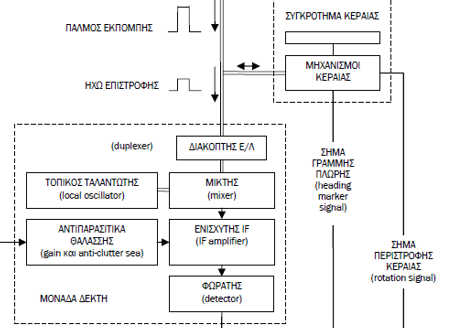 ΠΑΛΜΟΣ ΕΚΠΟΜΠΗΣ
ΣΥΓΚΡΟΤΗΜΑ ΚΕΡΑΙΑΣ
ΜΗΧΑΝΙΣΜΟΙ
ΚΕΡΑΙΑΣ
ΗΧΩ ΕΠΙΣΤΡΟΦΗΣ
(duplexer)
ΔΙΑΚΟΠΤΗΣ Ε/Λ
ΤΟΠΙΚΟΣ ΤΑΛΑΝΤΩΤΗΣ
(local oscillator)
ΜΙΚΤΗΣ
(mixer)
ΣΗΜΑ
ΓΡΑΜΜΗΣ
ΠΛΩΡΗΣ
(heading
marker
signal)
ΑΝΤΙΠΑΡΑΣΙΤΙΚΑ
ΘΑΛΑΣΣΗΣ
(gain και anti-clutter sea)
ΕΝΙΣΧΥΤΗΣ IF
(IF amplifier)
ΣΗΜΑ
ΠΕΡΙΣΤΡΟΦΗΣ
ΚΕΡΑΙΑΣ
(rotation signal)
ΦΩΡΑΤΗΣ
(detector)
ΜΟΝΑΔΑ ΔΕΚΤΗ